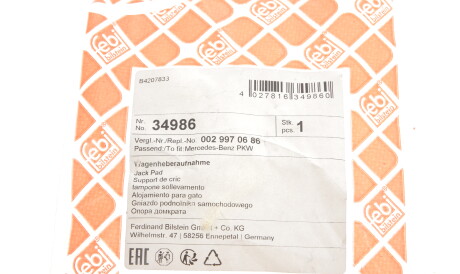 febi
bilstein
B4207833
4 027816 349860
Nr.
No. 34986
Stk.
pcs. 1
Vergl.-Nr./Repl.-No. 002 997 06 86
Passend./To fit Mercedes-Benz PKW
Wagenheberaufnahme
Jack Pad
Support de cric
tampone sollevamento
Alojamiento para gato
Gniazdo podnośnika samochodowego
Опора домкрата
Ferdinand Bilstein GmbH + Co. KG
Wilhelmstr. 47 | 58256 Ennepetal | Germany
EAC